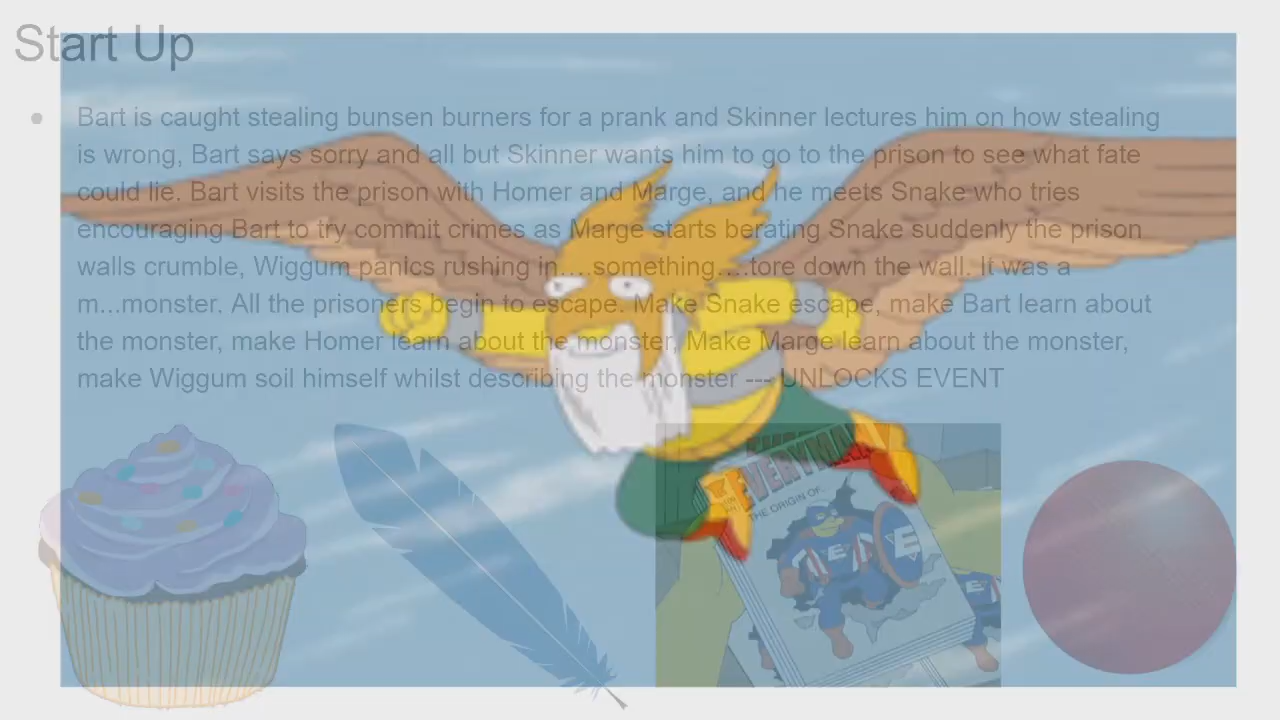 Start Up
Bart is caught stealing bunsen burners for a prank and Skinner lectures him on how stealing
is wrong, Bart says sorry and all but Skinner wants him to go to the prison to see what fate
could lie. Bart visits the prison with Homer and Marge, and he meets Snake who tries
encouraging Bart to try commit crimes as Marge starts berating Snake suddenly the prison
walls crumble, Wiggum panics rushing in.....something....tore down the wall. It was a
m...monster. All the prisoners begin to escape. Make Snake escape, make Bart learn about
the monster, make Homer learn about the monster, Make Marge learn about the monster,
make Wiggum soil himself whilst describing the monster --- UNLOCKS EVENT
EVERYMAN
EVERYMAN
THE ORIGIN OF...
E
E
E